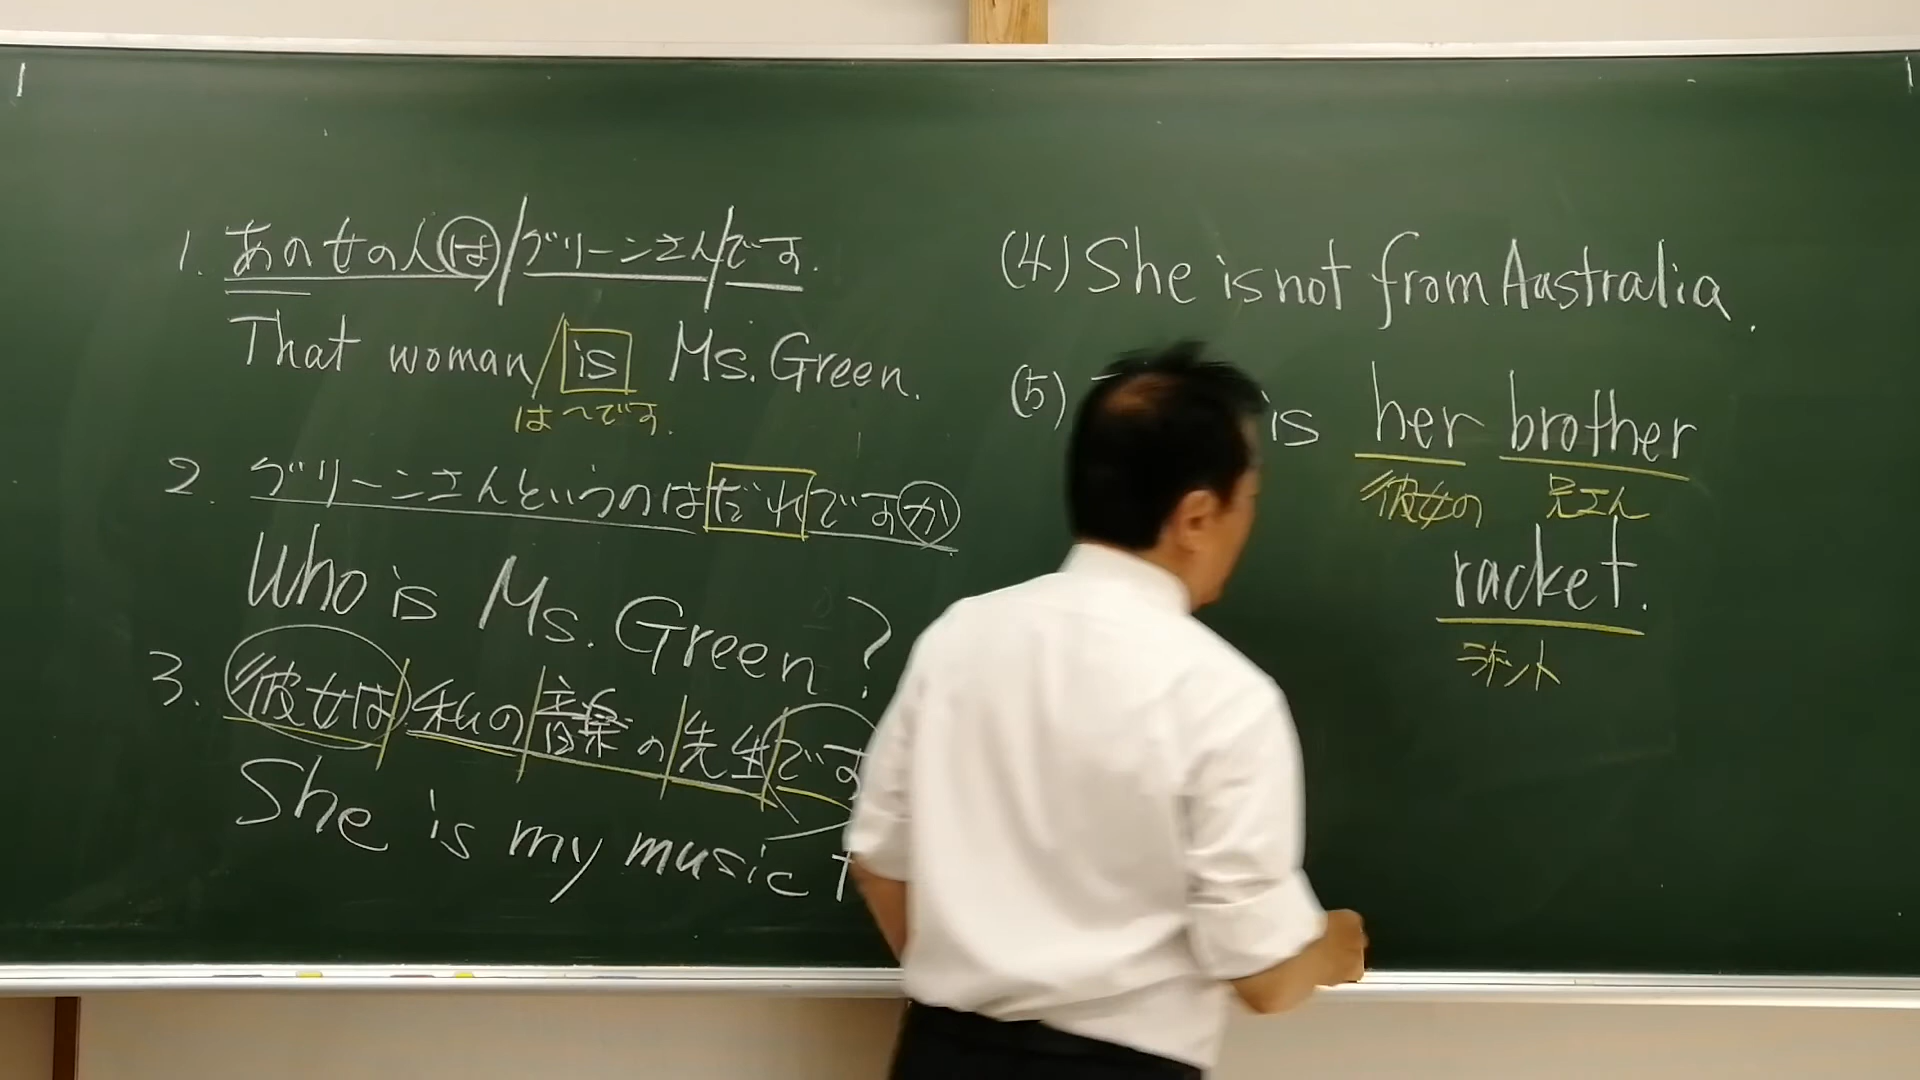 1. あの女の人は/グリーンさん/です.
That woman/is Ms. Green.
は〜です.
2. グリーンさんというのはだれですか
Who is Ms. Green?
3. 彼女は私の音楽の先生です
She is my music t
(4) She is not from Australia.
(5) is her brother
彼女の 兄さん
racket.
ラケット